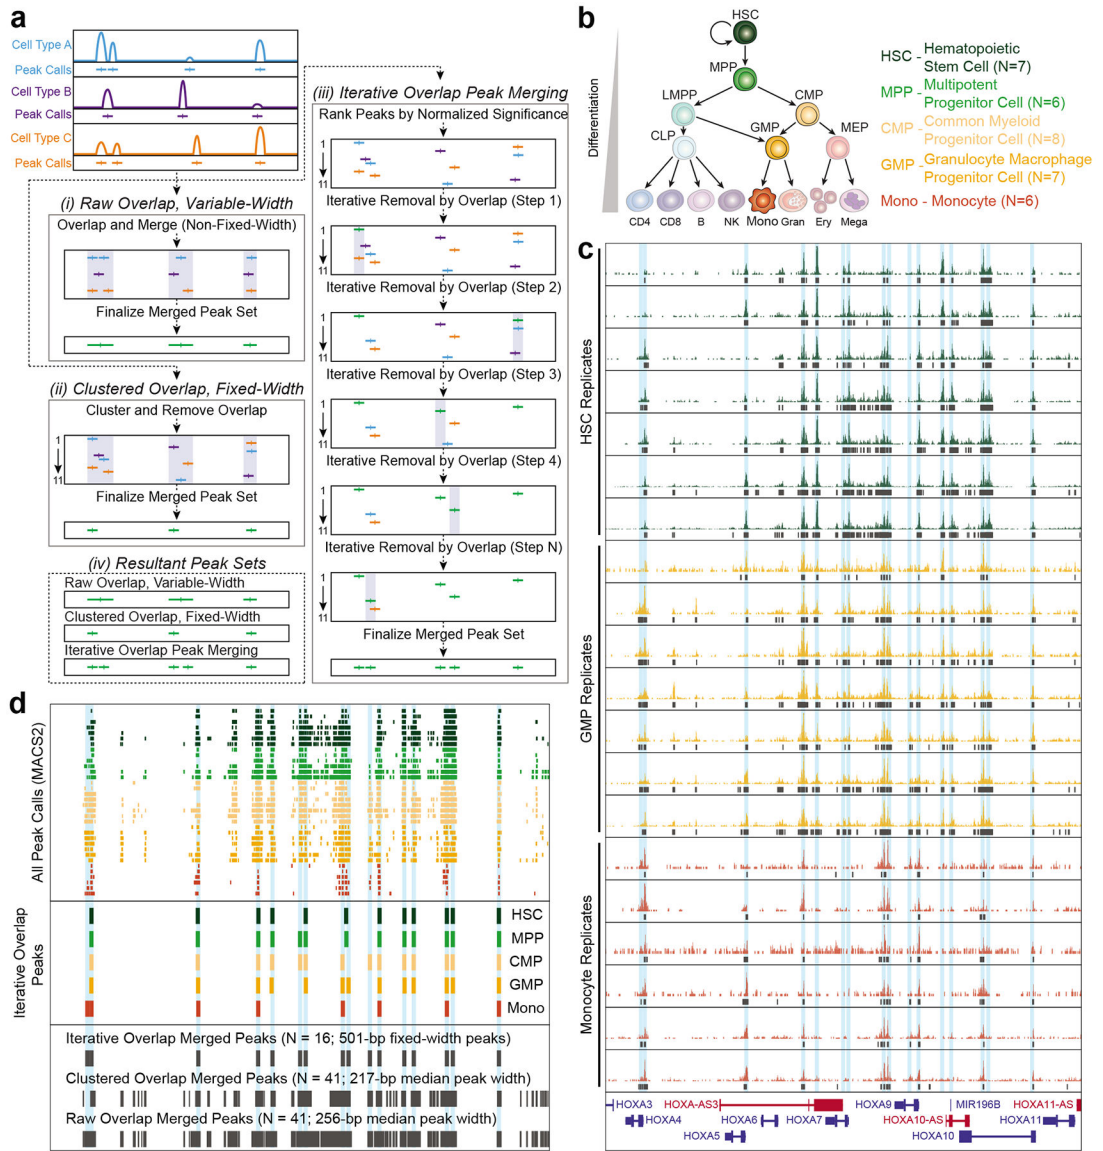 a
Cell Type A
Peak Calls
Cell Type B
Peak Calls
Cell Type C
Peak Calls
(i) Raw Overlap, Variable-Width
Overlap and Merge (Non-Fixed-Width)
Finalize Merged Peak Set
(ii) Clustered Overlap, Fixed-Width
Cluster and Remove Overlap
1
11
Finalize Merged Peak Set
(iv) Resultant Peak Sets
Raw Overlap, Variable-Width
Clustered Overlap, Fixed-Width
Iterative Overlap Peak Merging
(iii) Iterative Overlap Peak Merging
Rank Peaks by Normalized Significance
1
11
Iterative Removal by Overlap (Step 1)
1
11
Iterative Removal by Overlap (Step 2)
1
11
Iterative Removal by Overlap (Step 3)
1
11
Iterative Removal by Overlap (Step 4)
1
11
Iterative Removal by Overlap (Step N)
1
11
Finalize Merged Peak Set
b
Differentiation
HSC
MPP
LMPP
CMP
CLP
GMP
MEP
CD4 CD8 B NK Mono Gran Ery Mega
HSC - Hematopoietic
Stem Cell (N=7)
MPP - Multipotent
Progenitor Cell (N=6)
CMP - Common Myeloid
Progenitor Cell (N=8)
GMP - Granulocyte Macrophage
Progenitor Cell (N=7)
Mono - Monocyte (N=6)
c
HSC Replicates
GMP Replicates
Monocyte Replicates
HOXA3 HOXA-AS3 HOXA9 MIR196B HOXA11-AS
HOXA4 HOXA6 HOXA7 HOXA10-AS HOXA11
HOXA5 HOXA10
d
All Peak Calls (MACS2)
Iterative Overlap
Peaks
HSC
MPP
CMP
GMP
Mono
Iterative Overlap Merged Peaks (N = 16; 501-bp fixed-width peaks)
Clustered Overlap Merged Peaks (N = 41; 217-bp median peak width)
Raw Overlap Merged Peaks (N = 41; 256-bp median peak width)